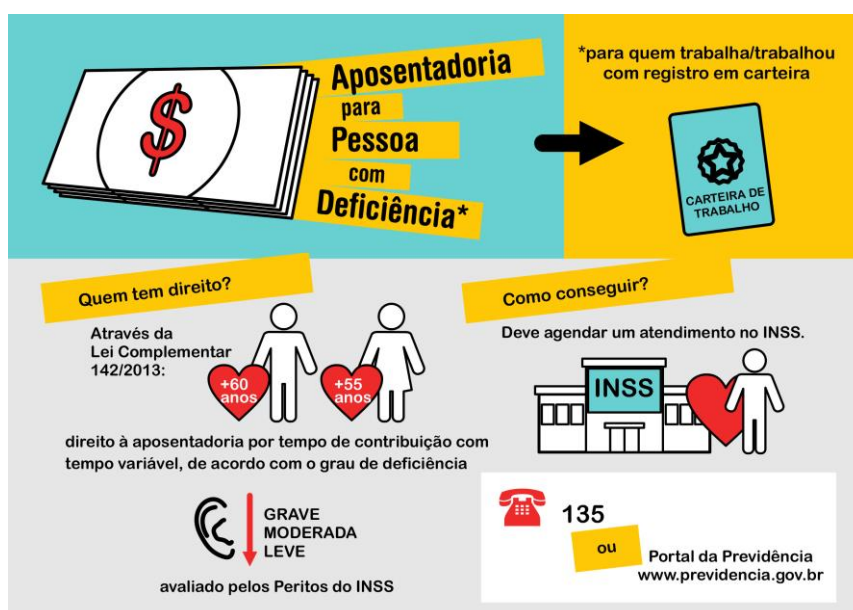 $
Aposentadoria
para
Pessoa
com
Deficiência*
*para quem trabalha/trabalhou
com registro em carteira
CARTEIRA DE
TRABALHO
Quem tem direito?
Através da
Lei Complementar
142/2013:
+60
anos
+55
anos
direito à aposentadoria por tempo de contribuição com
tempo variável, de acordo com o grau de deficiência
GRAVE
MODERADA
LEVE
avaliado pelos Peritos do INSS
Como conseguir?
Deve agendar um atendimento no INSS.
INSS
135
ou
Portal da Previdência
www.previdencia.gov.br